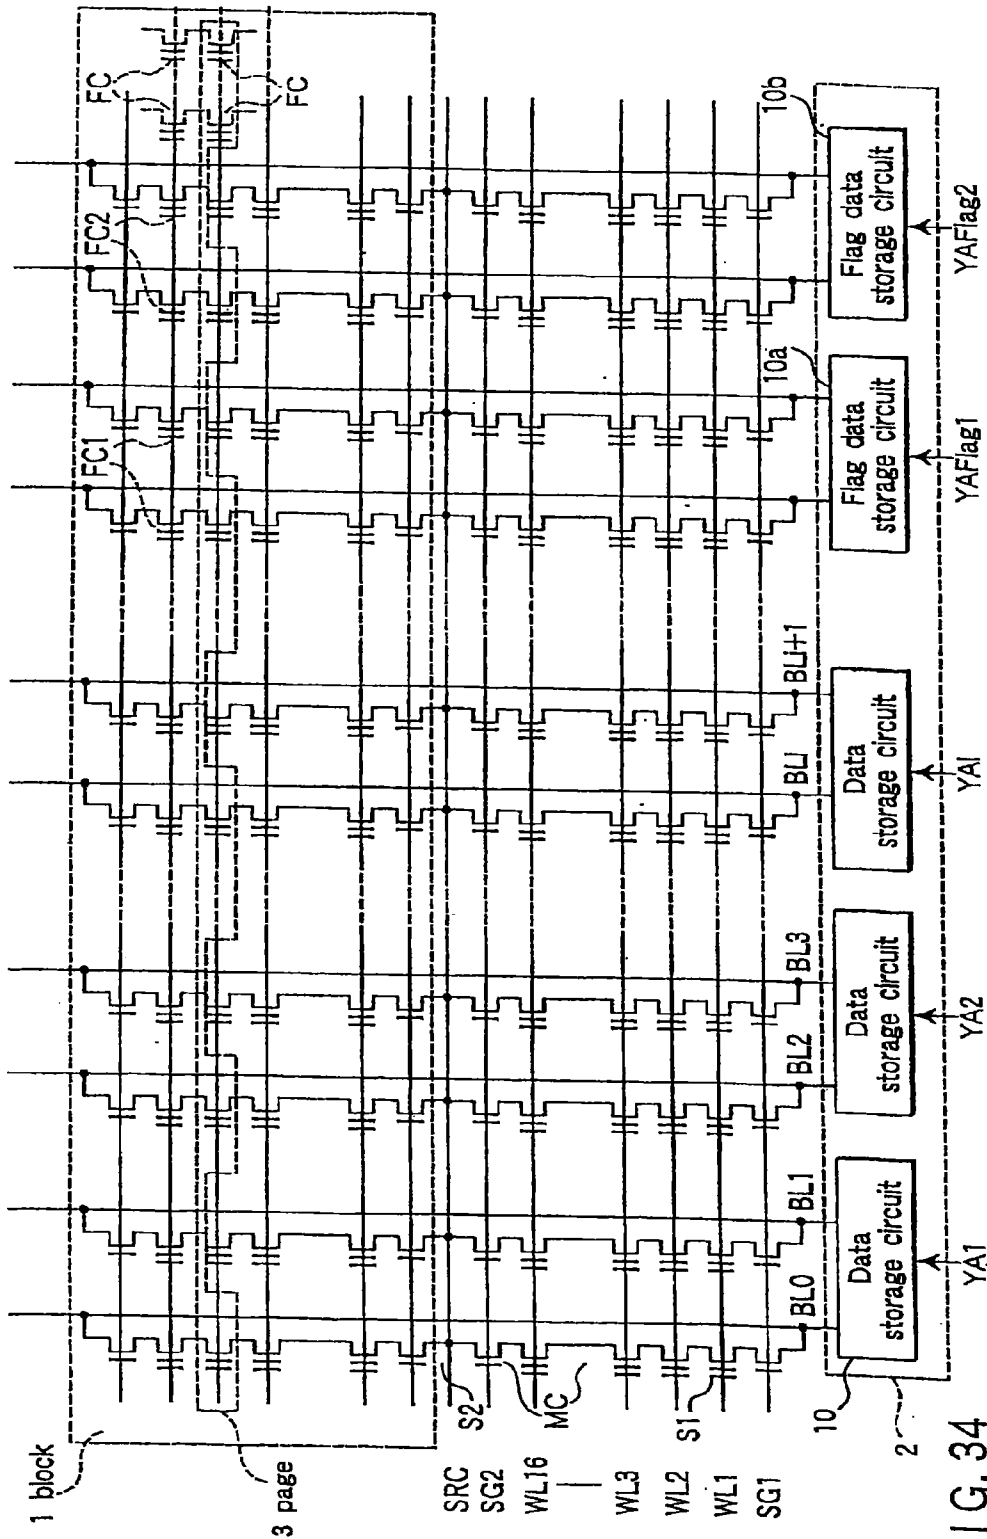 1 block
3 page
FC
FC
FC1
FC2
SRC
SG2
WL16
WL3
WL2
WL1
SG1
S2
MC
S1
BL0
BL1
BL2
BL3
BLi
BLi+1
10
10a
10b
2
Data
storage circuit
Data
storage circuit
Data
storage circuit
Flag data
storage circuit
Flag data
storage circuit
YA1
YA2
YAi
YAFlag1
YAFlag2
I G. 34